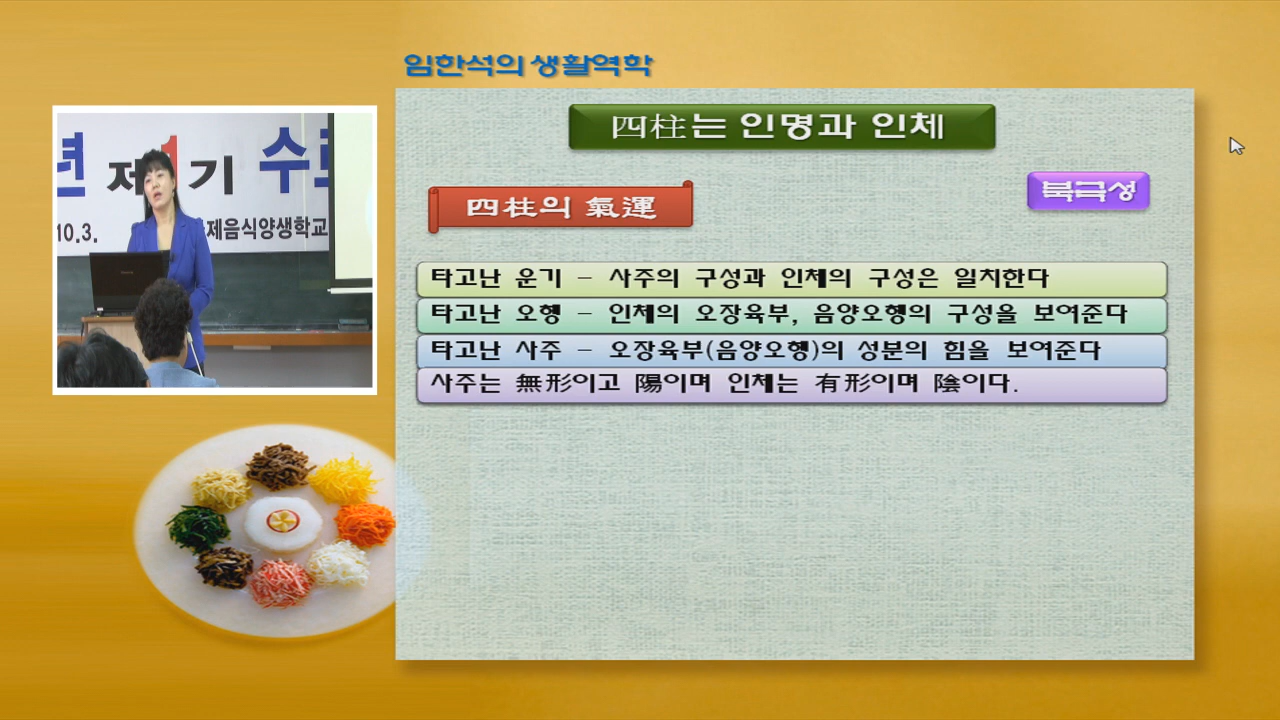 임한석의 생활역학
四柱는 인명과 인체
북극성
四柱의 氣運
타고난 운기 - 사주의 구성과 인체의 구성은 일치한다
타고난 오행 - 인체의 오장육부, 음양오행의 구성을 보여준다
타고난 사주 - 오장육부(음양오행)의 성분의 힘을 보여준다
사주는 無形이고 陽이며 인체는 有形이며 陰이다.
년 제1기
10.3.
제음식양생학교